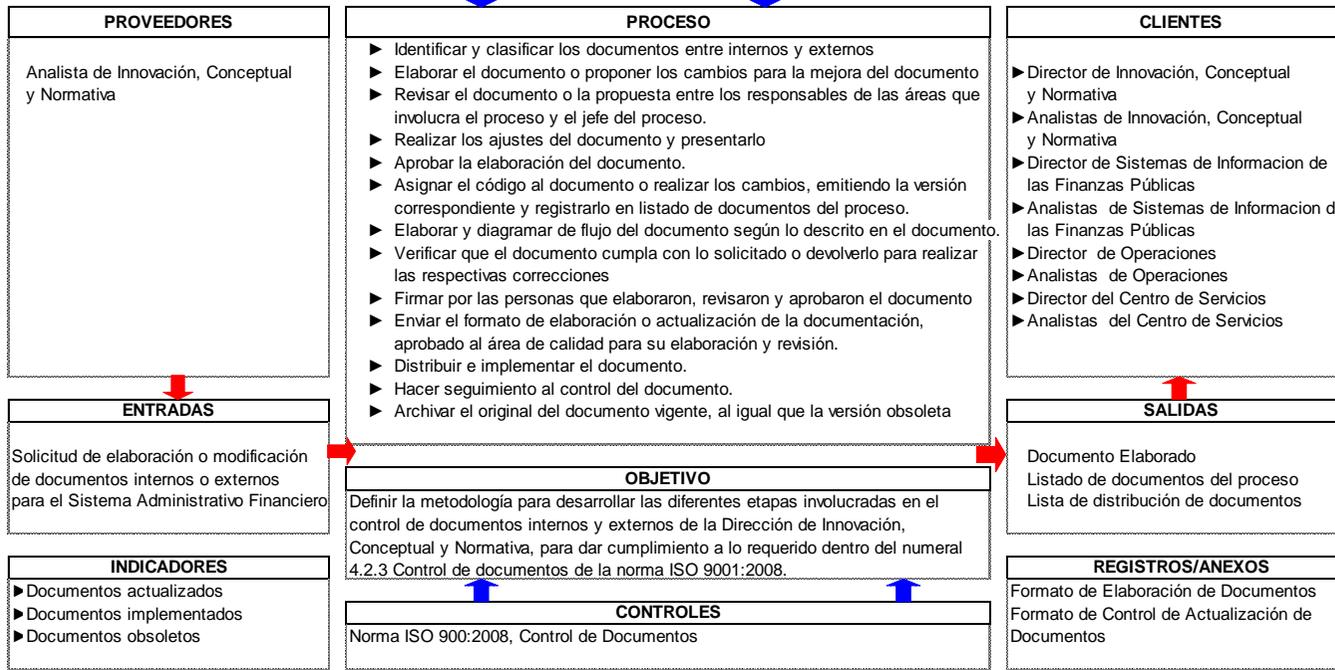 PROVEEDORES
Analista de Innovación, Conceptual
y Normativa
ENTRADAS
Solicitud de elaboración o modificación
de documentos internos o externos
para el Sistema Administrativo Financiero
INDICADORES
►Documentos actualizados
►Documentos implementados
►Documentos obsoletos
PROCESO
► Identificar y clasificar los documentos entre internos y externos
► Elaborar el documento o proponer los cambios para la mejora del documento
► Revisar el documento o la propuesta entre los responsables de las áreas que
involucra el proceso y el jefe del proceso.
► Realizar los ajustes del documento y presentarlo
► Aprobar la elaboración del documento.
► Asignar el código al documento o realizar los cambios, emitiendo la versión
correspondiente y registrarlo en listado de documentos del proceso.
► Elaborar y diagramar de flujo del documento según lo descrito en el documento.
► Verificar que el documento cumpla con lo solicitado o devolverlo para realizar
las respectivas correcciones
► Firmar por las personas que elaboraron, revisaron y aprobaron el documento
► Enviar el formato de elaboración o actualización de la documentación,
aprobado al área de calidad para su elaboración y revisión.
► Distribuir e implementar el documento.
► Hacer seguimiento al control del documento.
► Archivar el original del documento vigente, al igual que la versión obsoleta
OBJETIVO
Definir la metodología para desarrollar las diferentes etapas involucradas en el
control de documentos internos y externos de la Dirección de Innovación,
Conceptual y Normativa, para dar cumplimiento a lo requerido dentro del numeral
4.2.3 Control de documentos de la norma ISO 9001:2008.
CONTROLES
Norma ISO 900:2008, Control de Documentos
CLIENTES
►Director de Innovación, Conceptual
y Normativa
►Analistas de Innovación, Conceptual
y Normativa
►Director de Sistemas de Informacion de
las Finanzas Públicas
►Analistas de Sistemas de Informacion d
las Finanzas Públicas
►Director de Operaciones
►Analistas de Operaciones
►Director del Centro de Servicios
►Analistas del Centro de Servicios
SALIDAS
Documento Elaborado
Listado de documentos del proceso
Lista de distribución de documentos
REGISTROS/ANEXOS
Formato de Elaboración de Documentos
Formato de Control de Actualización de
Documentos